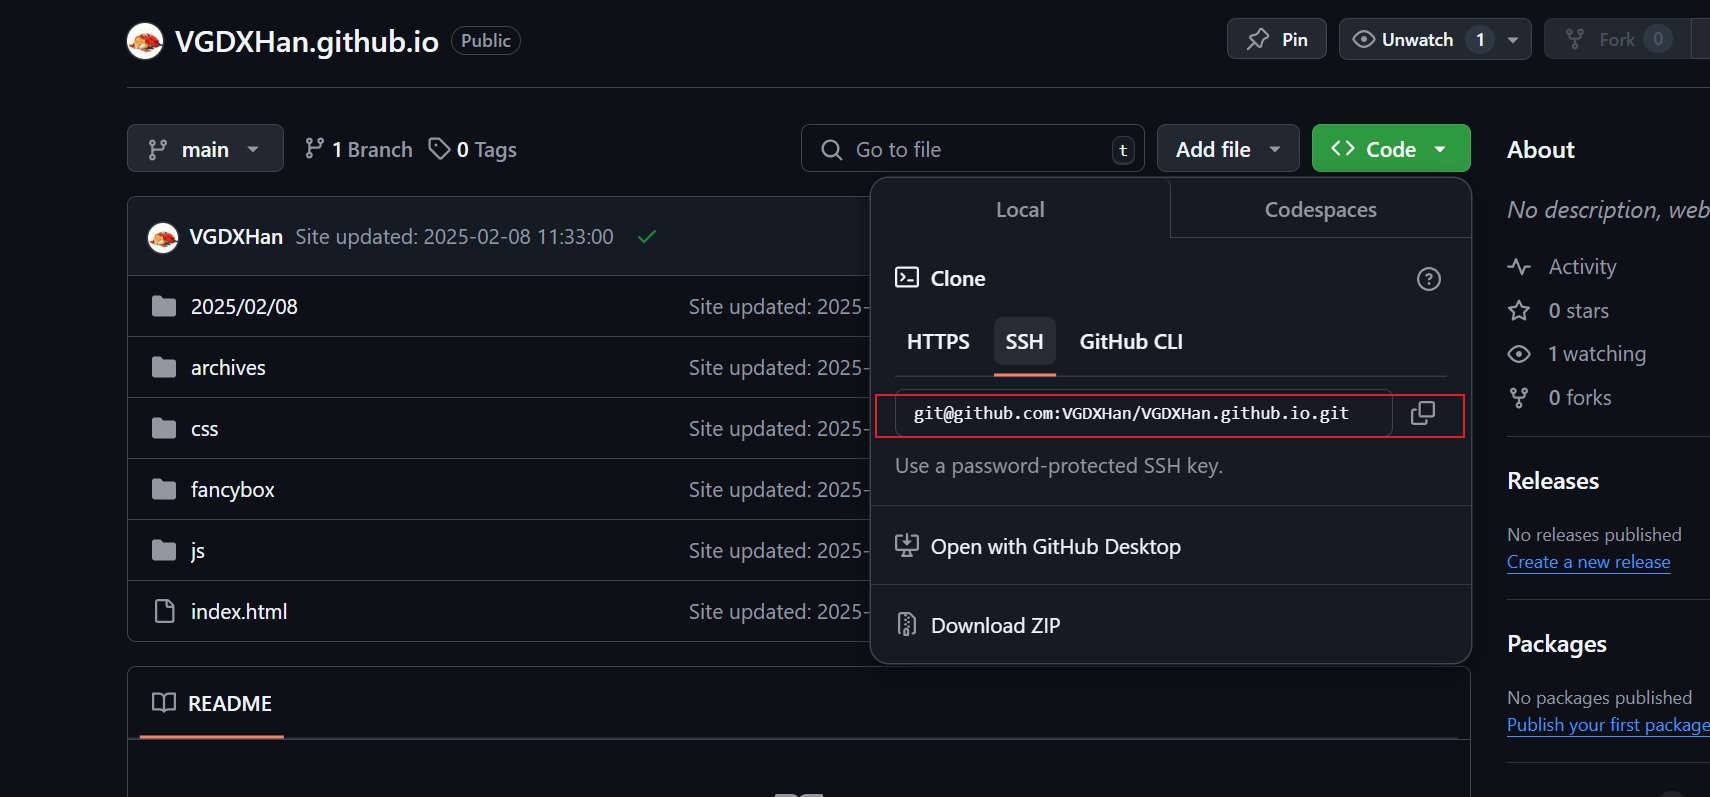 VGDXHan.github.io Public
Pin
Unwatch 1
Fork 0
main
1 Branch
0 Tags
Go to file t
Add file
Code
VGDXHan Site updated: 2025-02-08 11:33:00
2025/02/08 Site updated: 2025-
archives Site updated: 2025-
css Site updated: 2025-
fancybox Site updated: 2025-
js Site updated: 2025-
index.html Site updated: 2025-
README
Local
Codespaces
Clone
HTTPS
SSH
GitHub CLI
git@github.com:VGDXHan/VGDXHan.github.io.git
Use a password-protected SSH key.
Open with GitHub Desktop
Download ZIP
About
No description, web
Activity
0 stars
1 watching
0 forks
Releases
No releases published
Create a new release
Packages
No packages published
Publish your first package